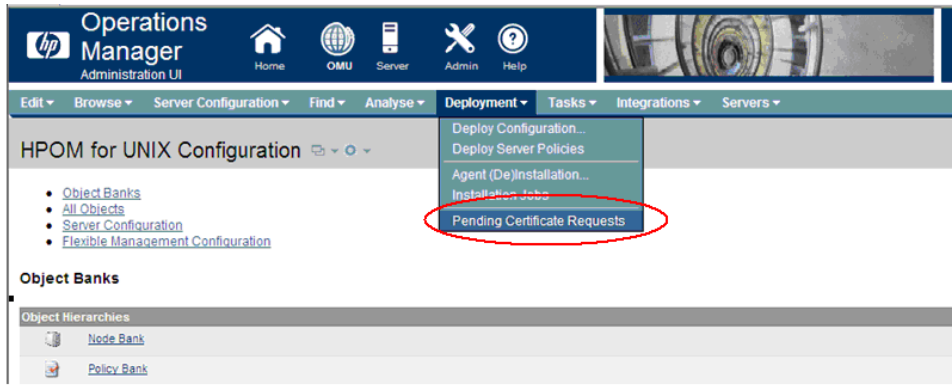 hp
Operations
Manager
Administration UI
Home
OMU
Server
Admin
Help
Edit Browse Server Configuration Find Analyse Deployment Tasks Integrations Servers
Deploy Configuration...
Deploy Server Policies
Agent (De)Installation...
Installation Jobs
Pending Certificate Requests
HPOM for UNIX Configuration
Object Banks
All Objects
Server Configuration
Flexible Management Configuration
Object Banks
Object Hierarchies
Node Bank
Policy Bank